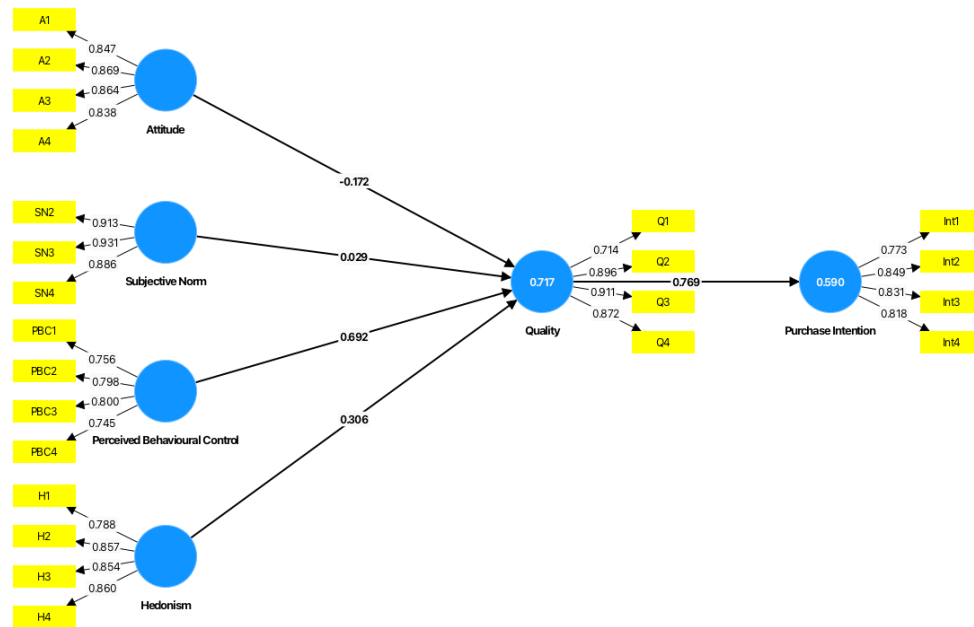 A1
0.847
A2
0.869
A3
0.864
A4
0.838
Attitude
-0.172
SN2
0.913
SN3
0.931
SN4
0.886
Subjective Norm
0.029
PBC1
0.756
PBC2
0.798
PBC3
0.800
PBC4
0.745
Perceived Behavioural Control
0.692
H1
0.788
H2
0.857
H3
0.854
H4
0.860
Hedonism
0.306
0.717
Quality
Q1
0.714
Q2
0.896
Q3
0.911
Q4
0.872
0.769
0.590
Purchase Intention
Int1
0.773
Int2
0.849
Int3
0.831
Int4
0.818